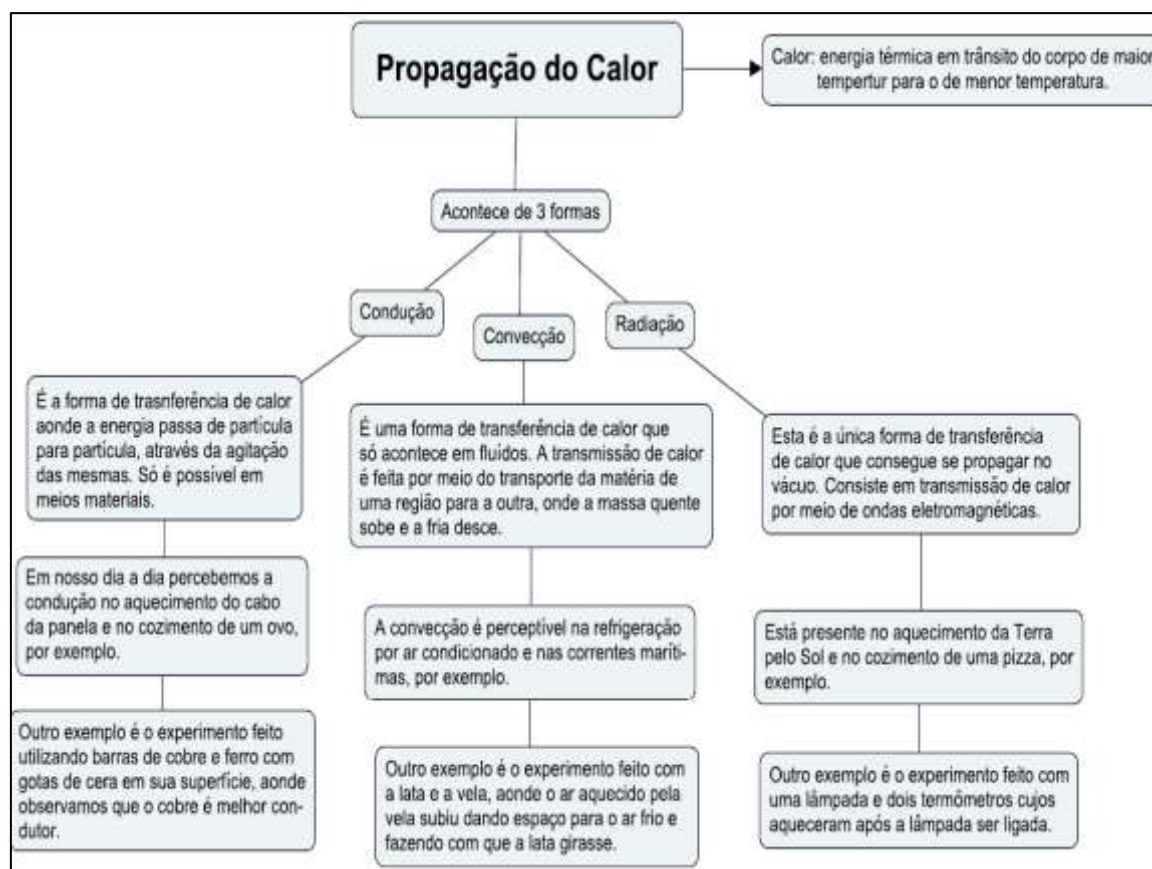 Propagação do Calor
Calor: energia térmica em trânsito do corpo de maior
tempertur para o de menor temperatura.
Acontece de 3 formas
Condução
Convecção
Radiação
É a forma de trasnferência de calor
aonde a energia passa de partícula
para partícula, através da agitação
das mesmas. Só é possível em
meios materiais.
Em nosso dia a dia percebemos a
condução no aquecimento do cabo
da panela e no cozimento de um ovo,
por exemplo.
Outro exemplo é o experimento feito
utilizando barras de cobre e ferro com
gotas de cera em sua superfície, aonde
observamos que o cobre é melhor con-
dutor.
É uma forma de transferência de calor que
só acontece em fluídos. A transmissão de calor
é feita por meio do transporte da matéria de
uma região para a outra, onde a massa quente
sobe e a fria desce.
A convecção é perceptível na refrigeração
por ar condicionado e nas correntes maríti-
mas, por exemplo.
Outro exemplo é o experimento feito com
a lata e a vela, aonde o ar aquecido pela
vela subiu dando espaço para o ar frio e
fazendo com que a lata girasse.
Esta é a única forma de transferência
de calor que consegue se propagar no
vácuo. Consiste em transmissão de calor
por meio de ondas eletromagnéticas.
Está presente no aquecimento da Terra
pelo Sol e no cozimento de uma pizza, por
exemplo.
Outro exemplo é o experimento feito com
uma lâmpada e dois termômetros cujos
aqueceram após a lâmpada ser ligada.